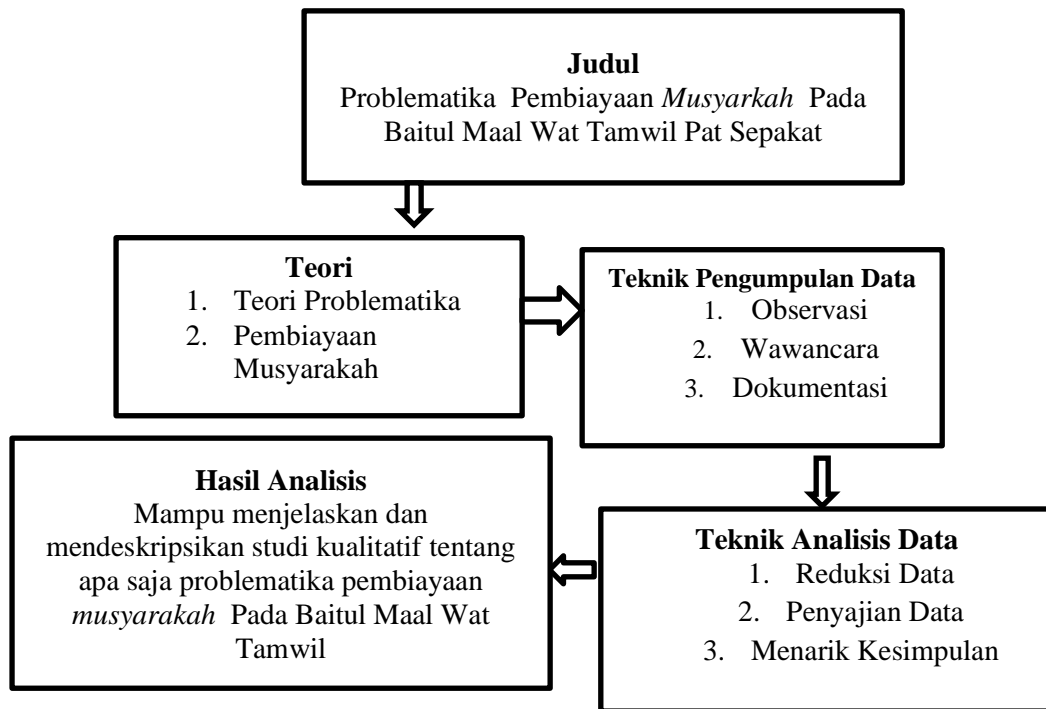 Judul
Problematika Pembiayaan Musyarkah Pada
Baitul Maal Wat Tamwil Pat Sepakat
Teori
1. Teori Problematika
2. Pembiayaan
Musyarakah
Teknik Pengumpulan Data
1. Observasi
2. Wawancara
3. Dokumentasi
Teknik Analisis Data
1. Reduksi Data
2. Penyajian Data
3. Menarik Kesimpulan
Hasil Analisis
Mampu menjelaskan dan
mendeskripsikan studi kualitatif tentang
apa saja problematika pembiayaan
musyarakah Pada Baitul Maal Wat
Tamwil